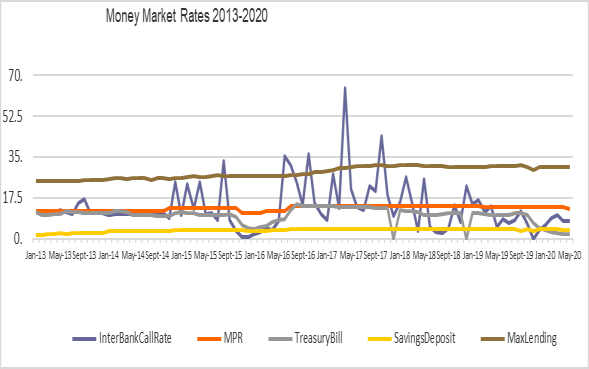 Money Market Rates 2013-2020
70.
52.5
35.
17.5
0.
Jan-13 May-13 Sept-13 Jan-14 May-14 Sept-14 Jan-15 May-15 Sept-15 Jan-16 May-16 Sept-16 Jan-17 May-17 Sept-17 Jan-18 May-18 Sept-18 Jan-19 May-19 Sept-19 Jan-20 May-20
InterBankCallRate MPR TreasuryBill SavingsDeposit MaxLending